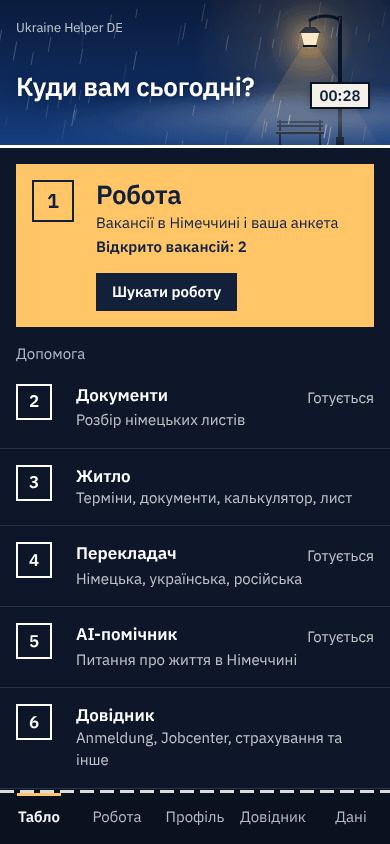 Ukraine Helper DE
Куди вам сьогодні?
00:28
1
Робота
Вакансії в Німеччині і ваша анкета
Відкрито вакансій: 2
Шукати роботу
Допомога
2
Документи
Готується
Розбір німецьких листів
3
Житло
Терміни, документи, калькулятор, лист
4
Перекладач
Готується
Німецька, українська, російська
5
AI-помічник
Готується
Питання про життя в Німеччині
6
Довідник
Anmeldung, Jobcenter, страхування та
інше
Табло Робота Профіль Довідник Дані